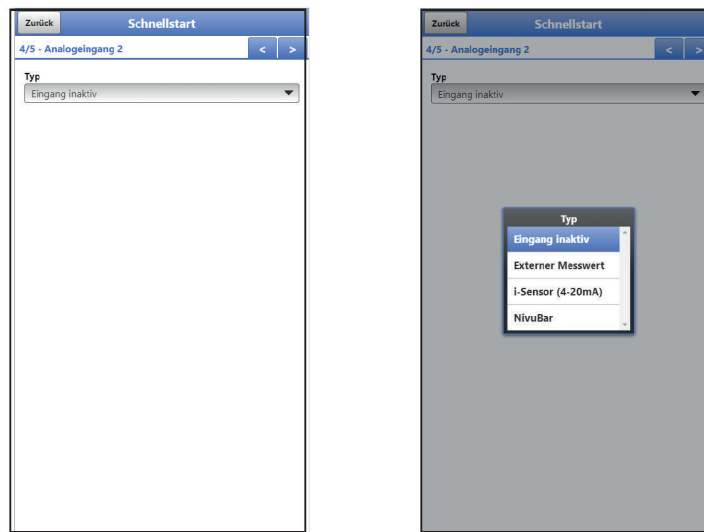 Zurück
Schnellstart
4/5 - Analogeingang 2
<
>
Typ
Eingang inaktiv
Zurück
Schnellstart
4/5 - Analogeingang 2
<
>
Typ
Eingang inaktiv
Typ
Eingang inaktiv
Externer Messwert
i-Sensor (4-20mA)
NivuBar